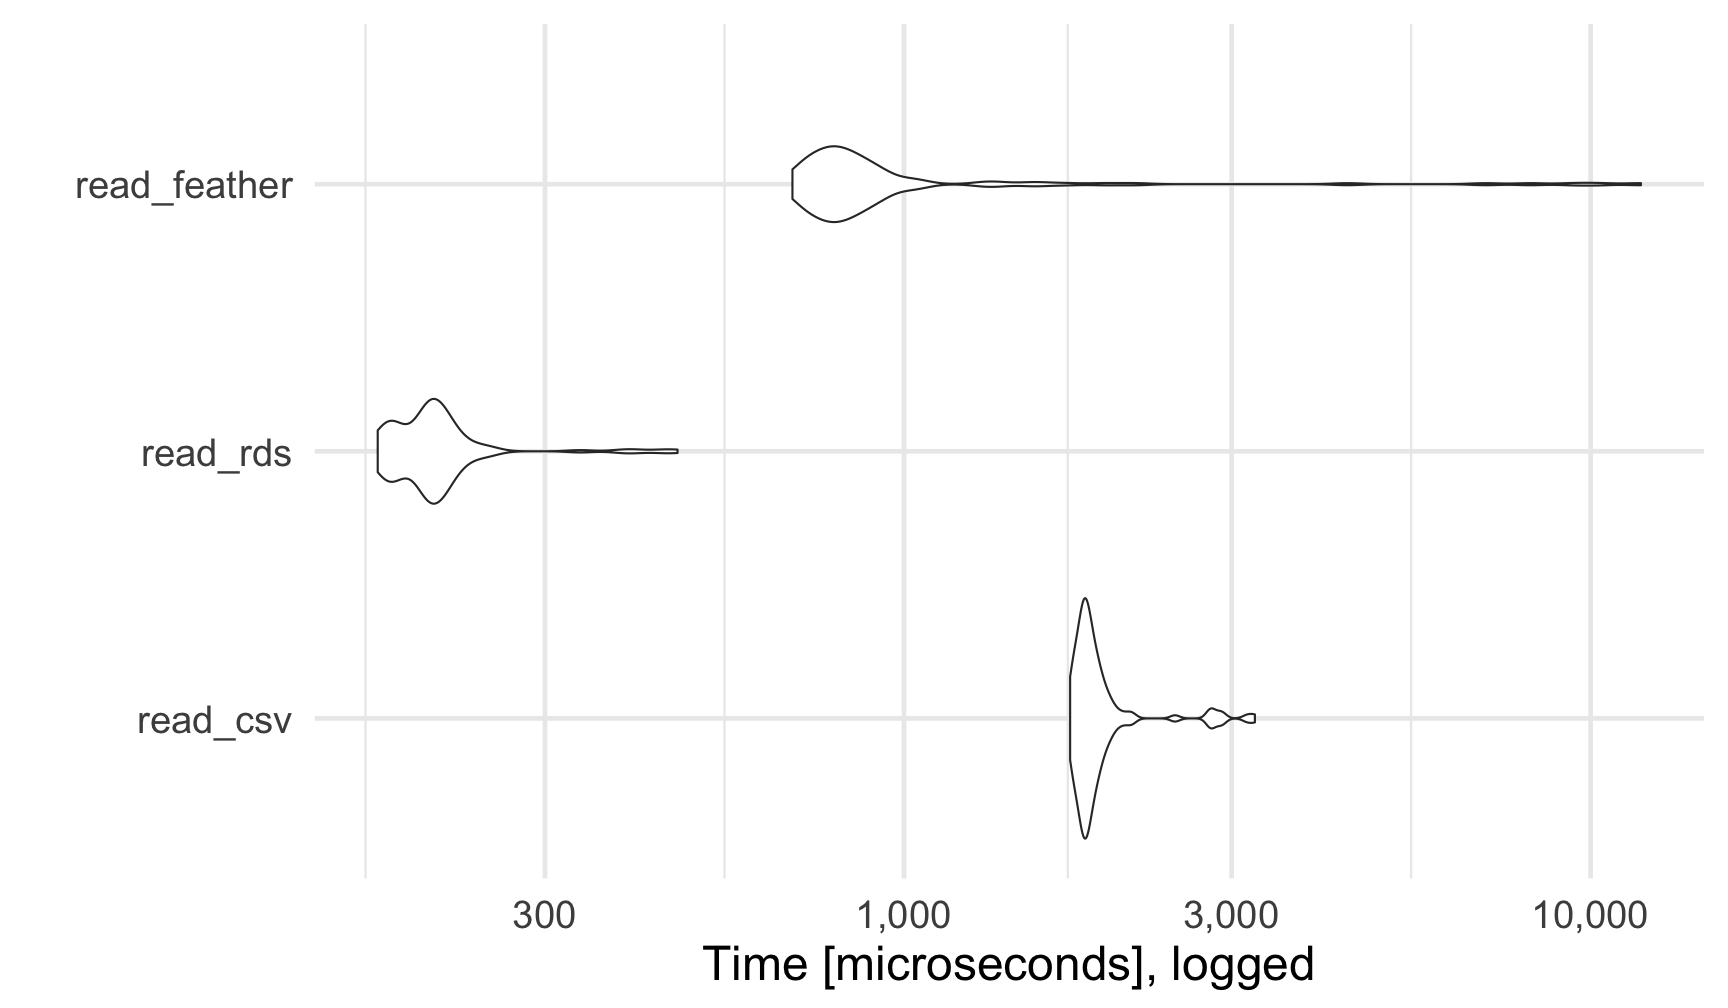 read_feather
read_rds
read_csv
300 1,000 3,000 10,000
Time [microseconds], logged